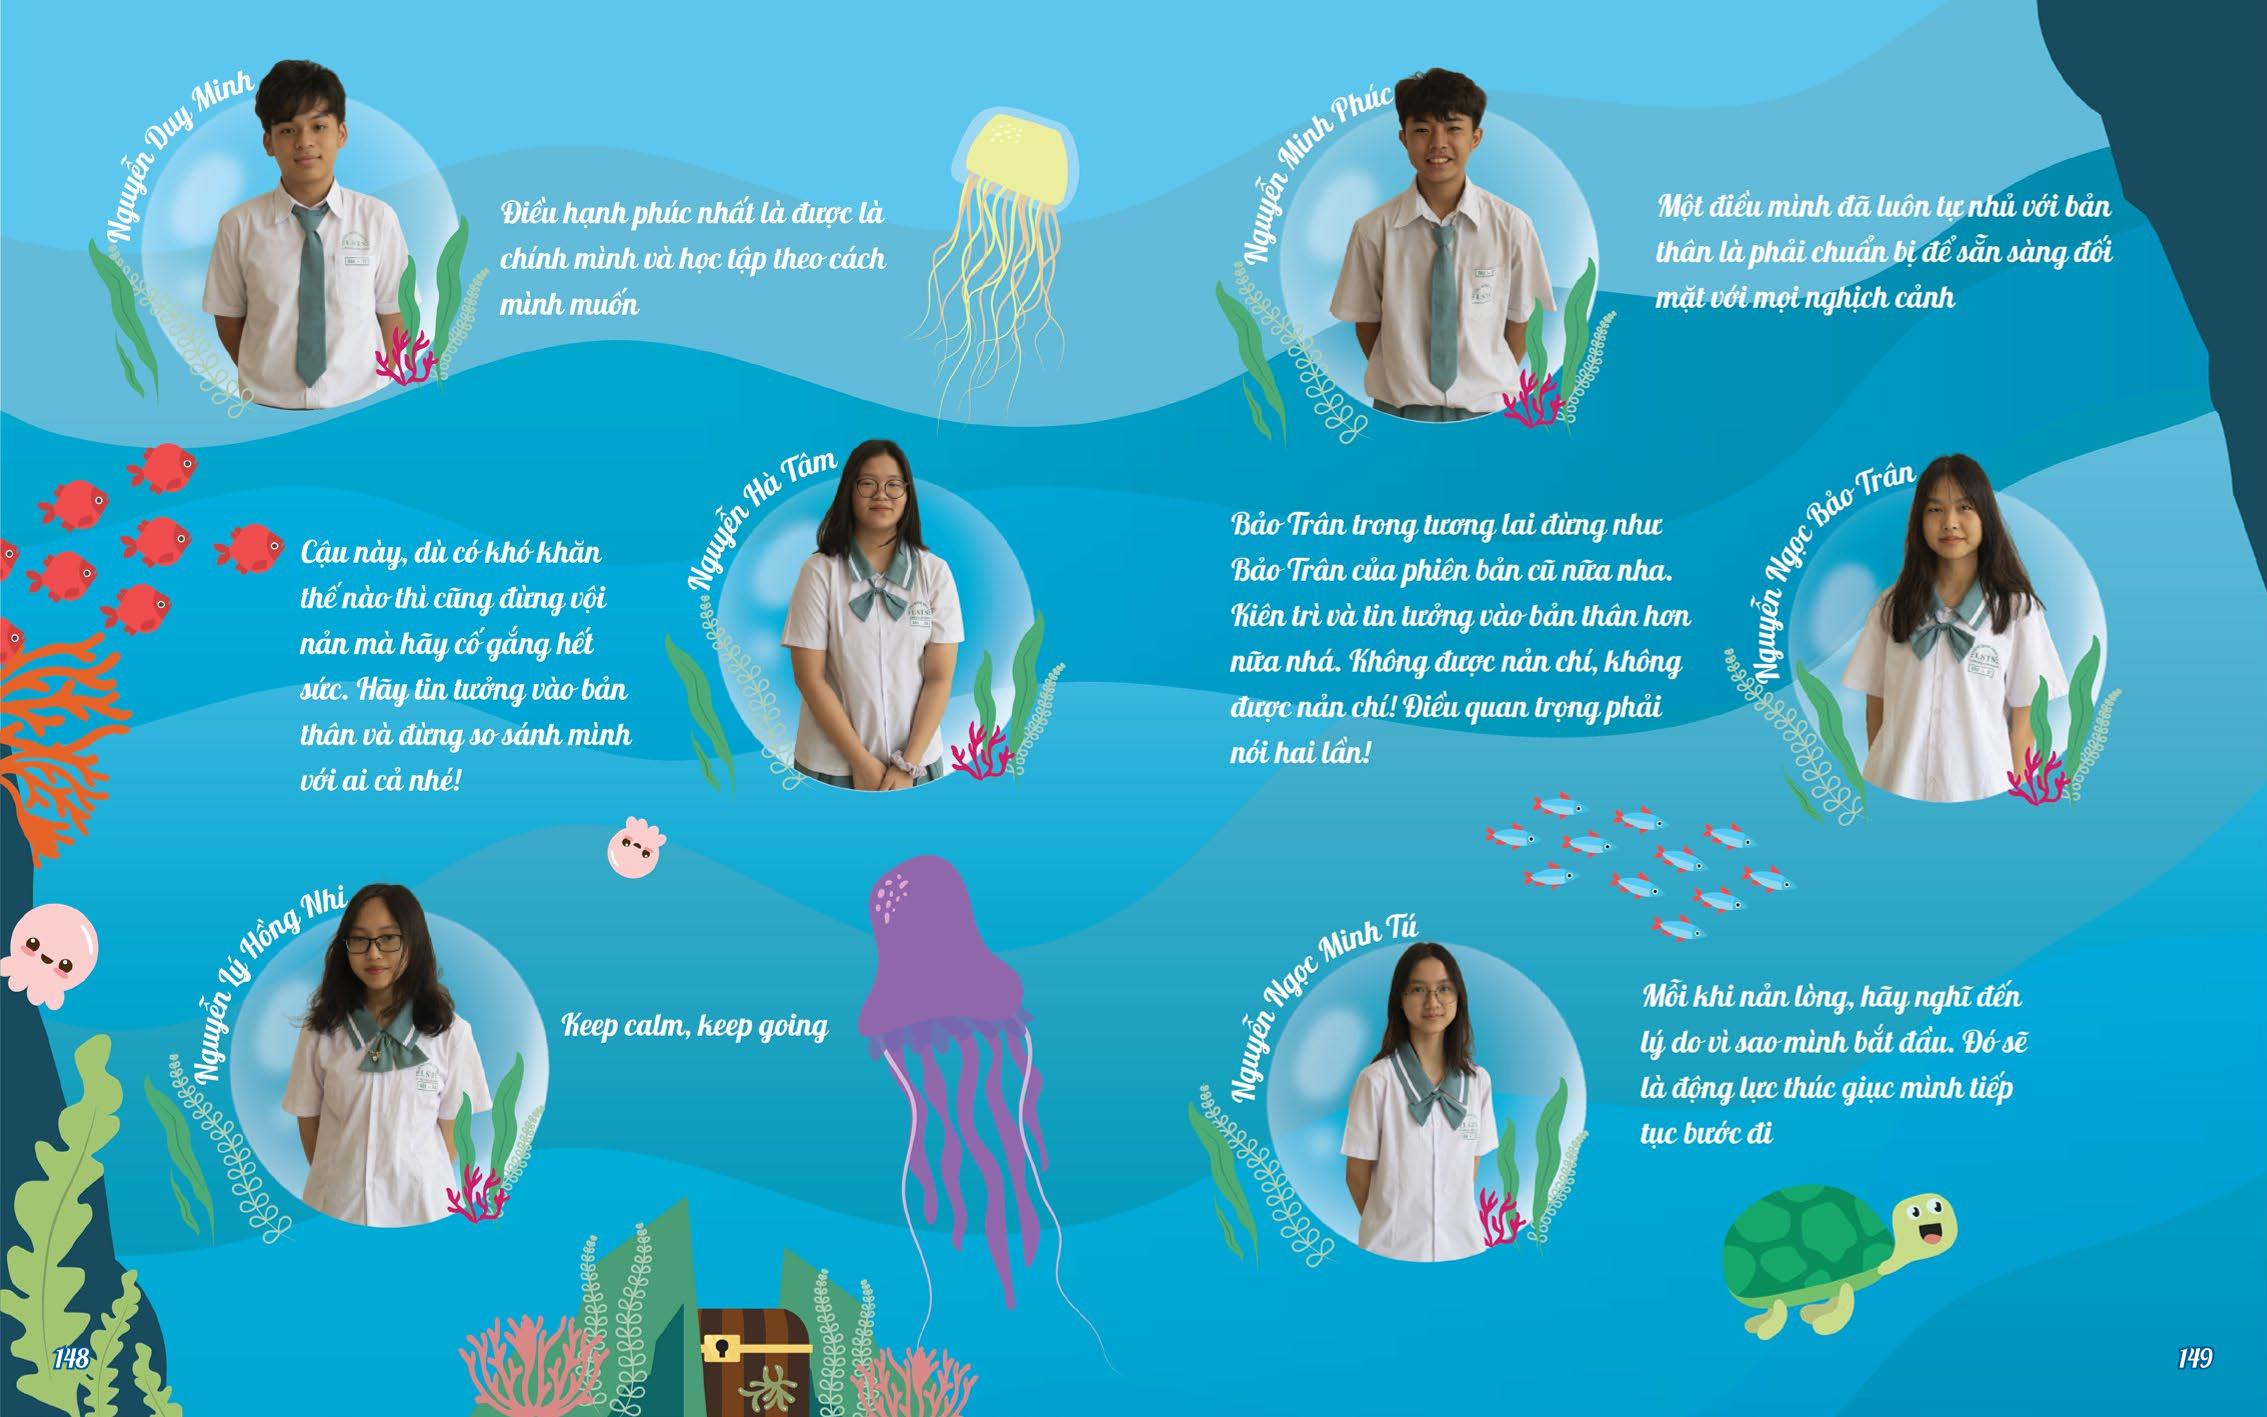 Nguyễn Duy Minh
Điều hạnh phúc nhất là được là
chính mình và học tập theo cách
mình muốn
Nguyễn Hà Tâm
Cậu này, dù có khó khăn
thế nào thì cũng đừng vội
nản mà hãy cố gắng hết
sức. Hãy tin tưởng vào bản
thân và đừng so sánh mình
với ai cả nhé!
Nguyễn Lý Hồng Nhi
Keep calm, keep going
148
Nguyễn Minh Phúc
Một điều mình đã luôn tự nhủ với bản
thân là phải chuẩn bị để sẵn sàng đối
mặt với mọi nghịch cảnh
Nguyễn Ngọc Bảo Trân
Bảo Trân trong tương lai đừng như
Bảo Trân của phiên bản cũ nữa nha.
Kiên trì và tin tưởng vào bản thân hơn
nữa nhá. Không được nản chí, không
được nản chí! Điều quan trọng phải
nói hai lần!
Nguyễn Ngọc Minh Tú
Mỗi khi nản lòng, hãy nghĩ đến
lý do vì sao mình bắt đầu. Đó sẽ
là động lực thúc giục mình tiếp
tục bước đi
149